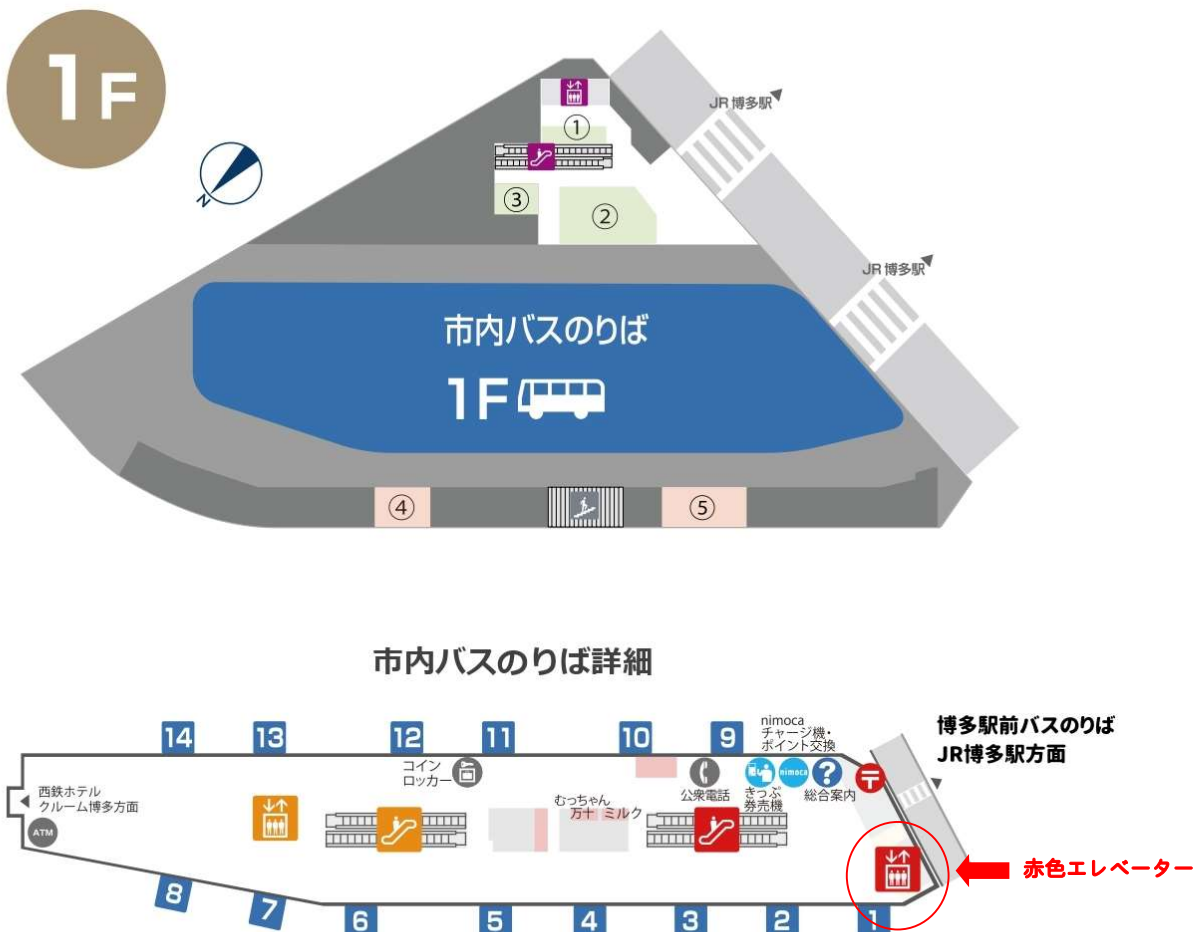 1F
JR博多駅
①
N
③
②
JR博多駅
市内バスのりば
1F
④
⑤
市内バスのりば詳細
14
13
12
11
10
9
nimoca
チャージ機・
ポイント交換
博多駅前バスのりば
JR博多駅方面
コイン
ロッカー
nimoca
?
〒
公衆電話
きっぷ
券売機
総合案内
西鉄ホテル
クルーム博多方面
ATM
むっちゃん
万十
ミルク
赤色エレベーター
8
7
6
5
4
3
2
1